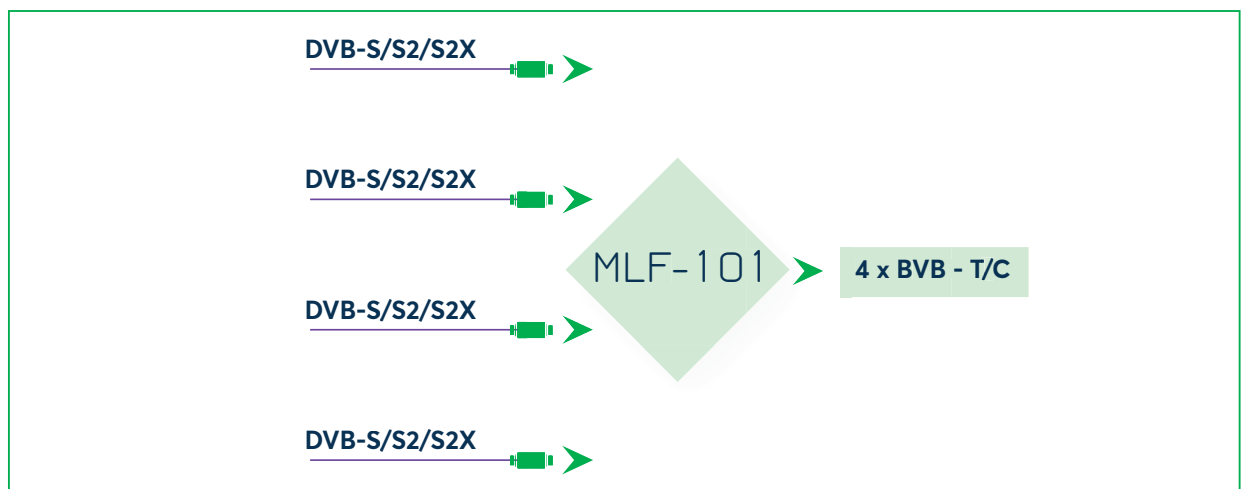 DVB-S/S2/S2X
DVB-S/S2/S2X
MLF-101
4 x BVB - T/C
DVB-S/S2/S2X
DVB-S/S2/S2X